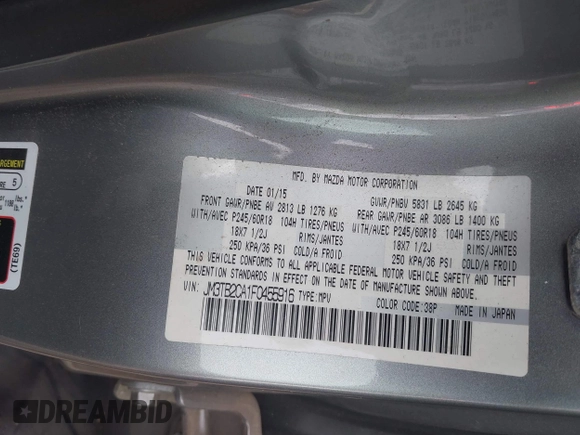 MFD. BY MAZDA MOTOR CORPORATION
DATE 01/15
GVWR/PNBV 5831 LB 2645 KG
FRONT GAWR/PNBE AV 2813 LB 1276 KG
REAR GAWR/PNBE AR 3086 LB 1400 KG
WITH/AVEC P245/60R18 104H TIRES/PNEUS
WITH/AVEC P245/60R18 104H TIRES/PNEUS
18X7 1/2J RIMS/JANTES
18X7 1/2J RIMS/JANTES
250 KPA/36 PSI COLD/A FROID
250 KPA/36 PSI COLD/A FROID
THIS VEHICLE CONFORMS TO ALL APPLICABLE FEDERAL MOTOR VEHICLE SAFETY AND THEFT
PREVENTION STANDARDS IN EFFECT ON THE DATE OF MANUFACTURE SHOWN ABOVE.
VIN: JM3TB2CA1F0455916 TYPE: MPV
COLOR CODE: 38P MADE IN JAPAN
ARGEMENT
RE 5
lbs."
(TE69)
DREAMBID